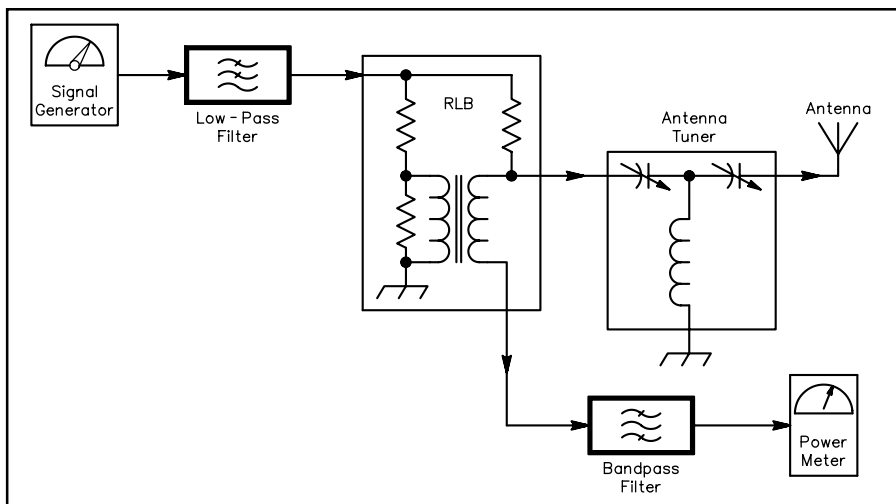 Signal
Generator
Low-Pass
Filter
RLB
Antenna
Tuner
Antenna
Bandpass
Filter
Power
Meter